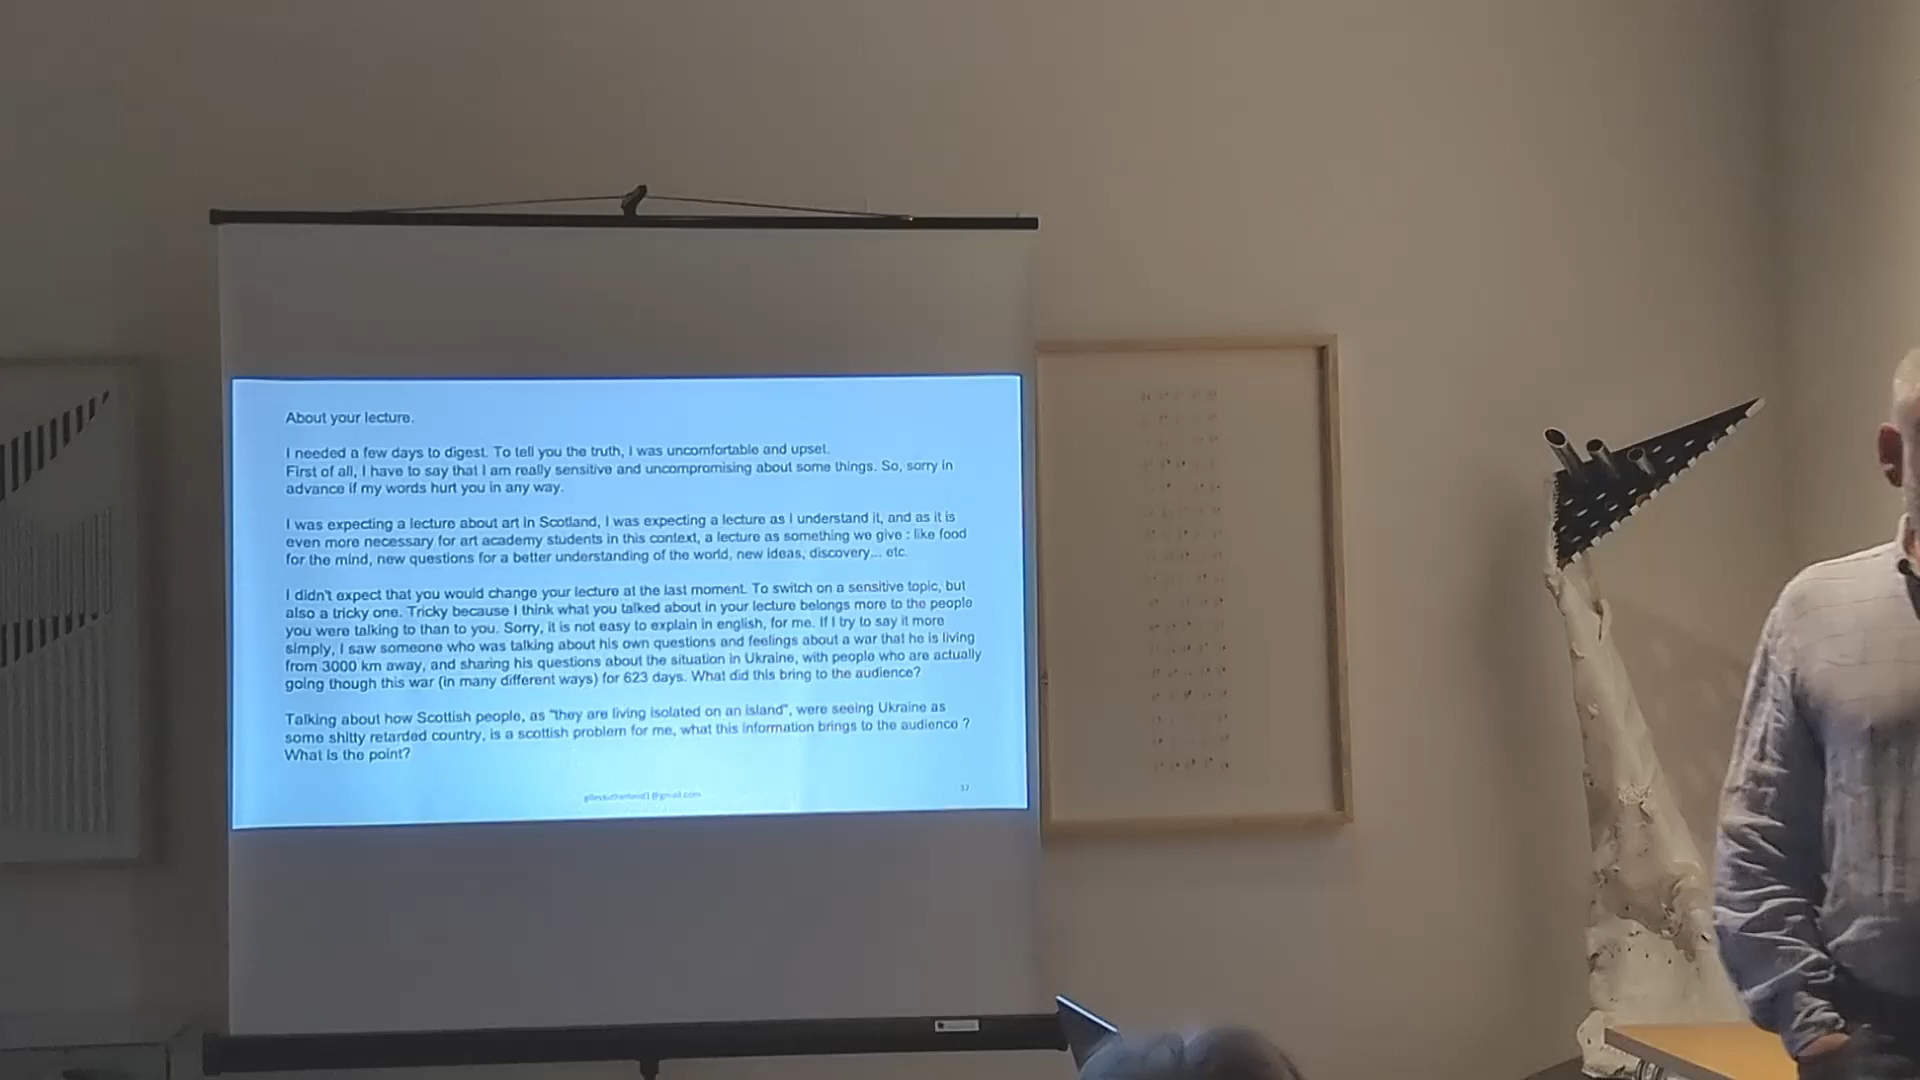 About your lecture.
I needed a few days to digest. To tell you the truth, I was uncomfortable and upset.
First of all, I have to say that I am really sensitive and uncompromising about some things. So, sorry in
advance if my words hurt you in any way.
I was expecting a lecture about art in Scotland, I was expecting a lecture as I understand it, and as it is
even more necessary for art academy students in this context, a lecture as something we give : like food
for the mind, new questions for a better understanding of the world, new ideas, discovery... etc.
I didn't expect that you would change your lecture at the last moment. To switch on a sensitive topic, but
also a tricky one. Tricky because I think what you talked about in your lecture belongs more to the people
you were talking to than to you. Sorry, it is not easy to explain in english, for me. If I try to say it more
simply, I saw someone who was talking about his own questions and feelings about a war that he is living
from 3000 km away, and sharing his questions about the situation in Ukraine, with people who are actually
going though this war (in many different ways) for 623 days. What did this bring to the audience?
Talking about how Scottish people, as "they are living isolated on an island", were seeing Ukraine as
some shitty retarded country, is a scottish problem for me, what this information brings to the audience ?
What is the point?